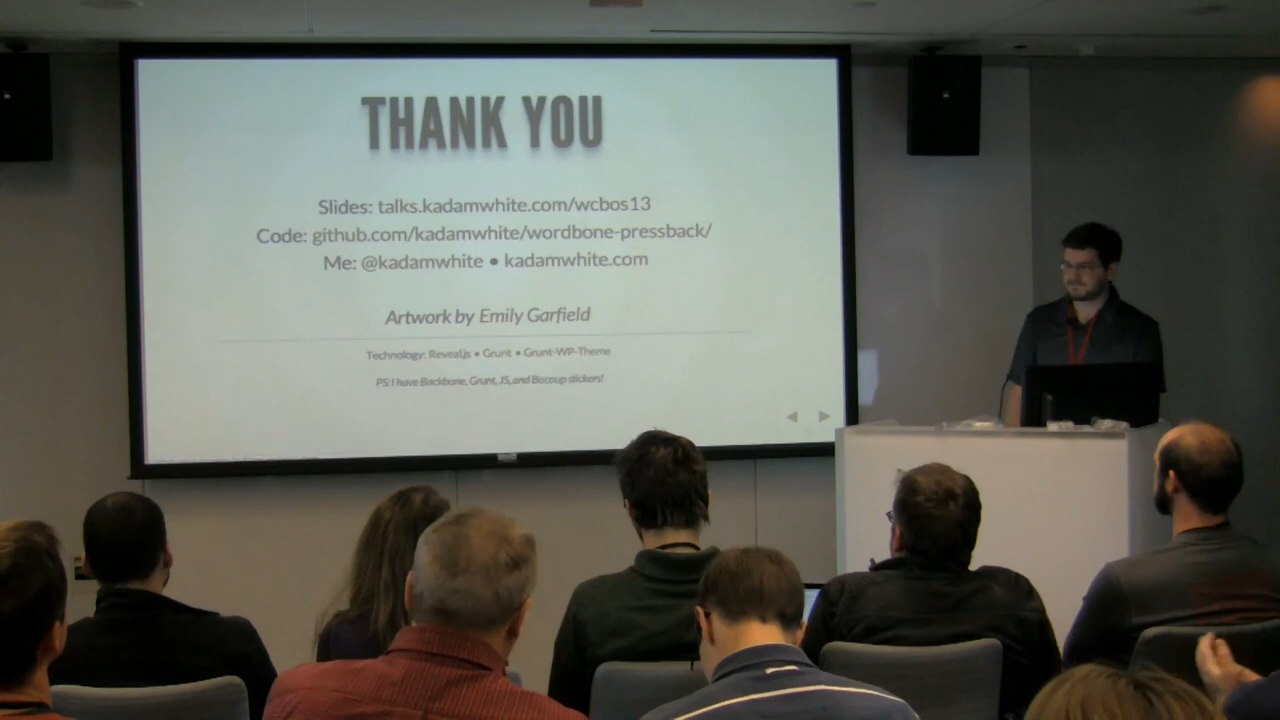 THANK YOU
Slides: talks.kadamwhite.com/wcbos13
Code: github.com/kadamwhite/wordbone-pressback/
Me: @kadamwhite • kadamwhite.com
Artwork by Emily Garfield
Technology: Reveal.js • Grunt • Grunt-WP-Theme
PS: I have Backbone, Grunt, JS, and Bocoup stickers!